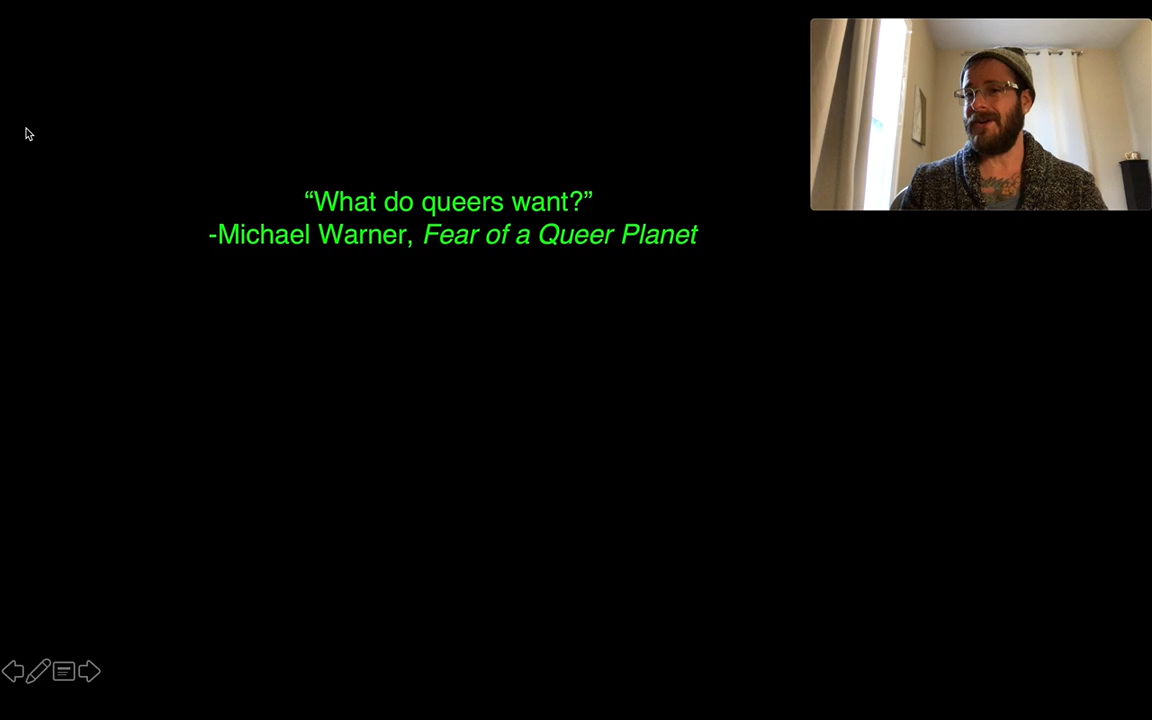 “What do queers want?”
-Michael Warner, Fear of a Queer Planet